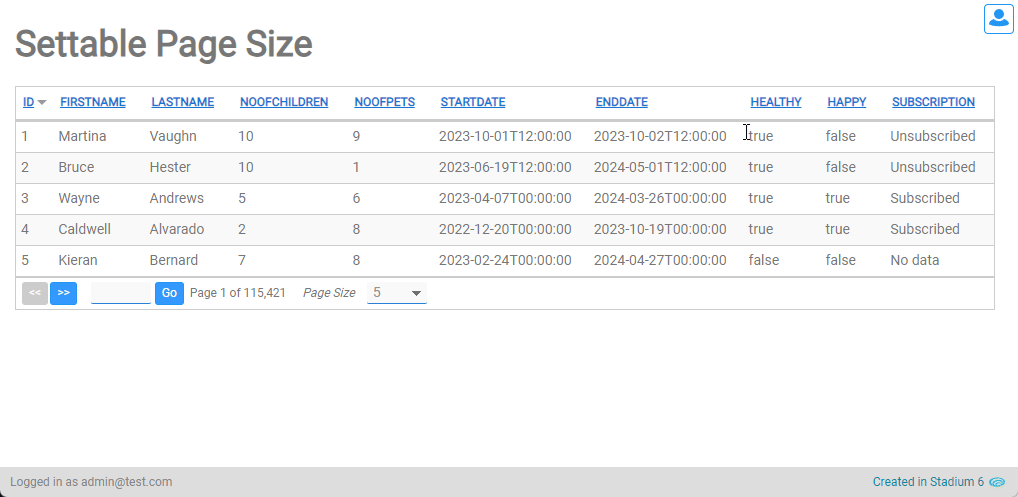 Settable Page Size
ID FIRSTNAME LASTNAME NOOFCHILDREN NOOFPETS STARTDATE ENDDATE HEALTHY HAPPY SUBSCRIPTION
1 Martina Vaughn 10 9 2023-10-01T12:00:00 2023-10-02T12:00:00 true false Unsubscribed
2 Bruce Hester 10 1 2023-06-19T12:00:00 2024-05-01T12:00:00 true false Unsubscribed
3 Wayne Andrews 5 6 2023-04-07T00:00:00 2024-03-26T00:00:00 true true Subscribed
4 Caldwell Alvarado 2 8 2022-12-20T00:00:00 2023-10-19T00:00:00 true true Subscribed
5 Kieran Bernard 7 8 2023-02-24T00:00:00 2024-04-27T00:00:00 false false No data
<< >> Go Page 1 of 115,421 Page Size 5
Logged in as admin@test.com Created in Stadium 6